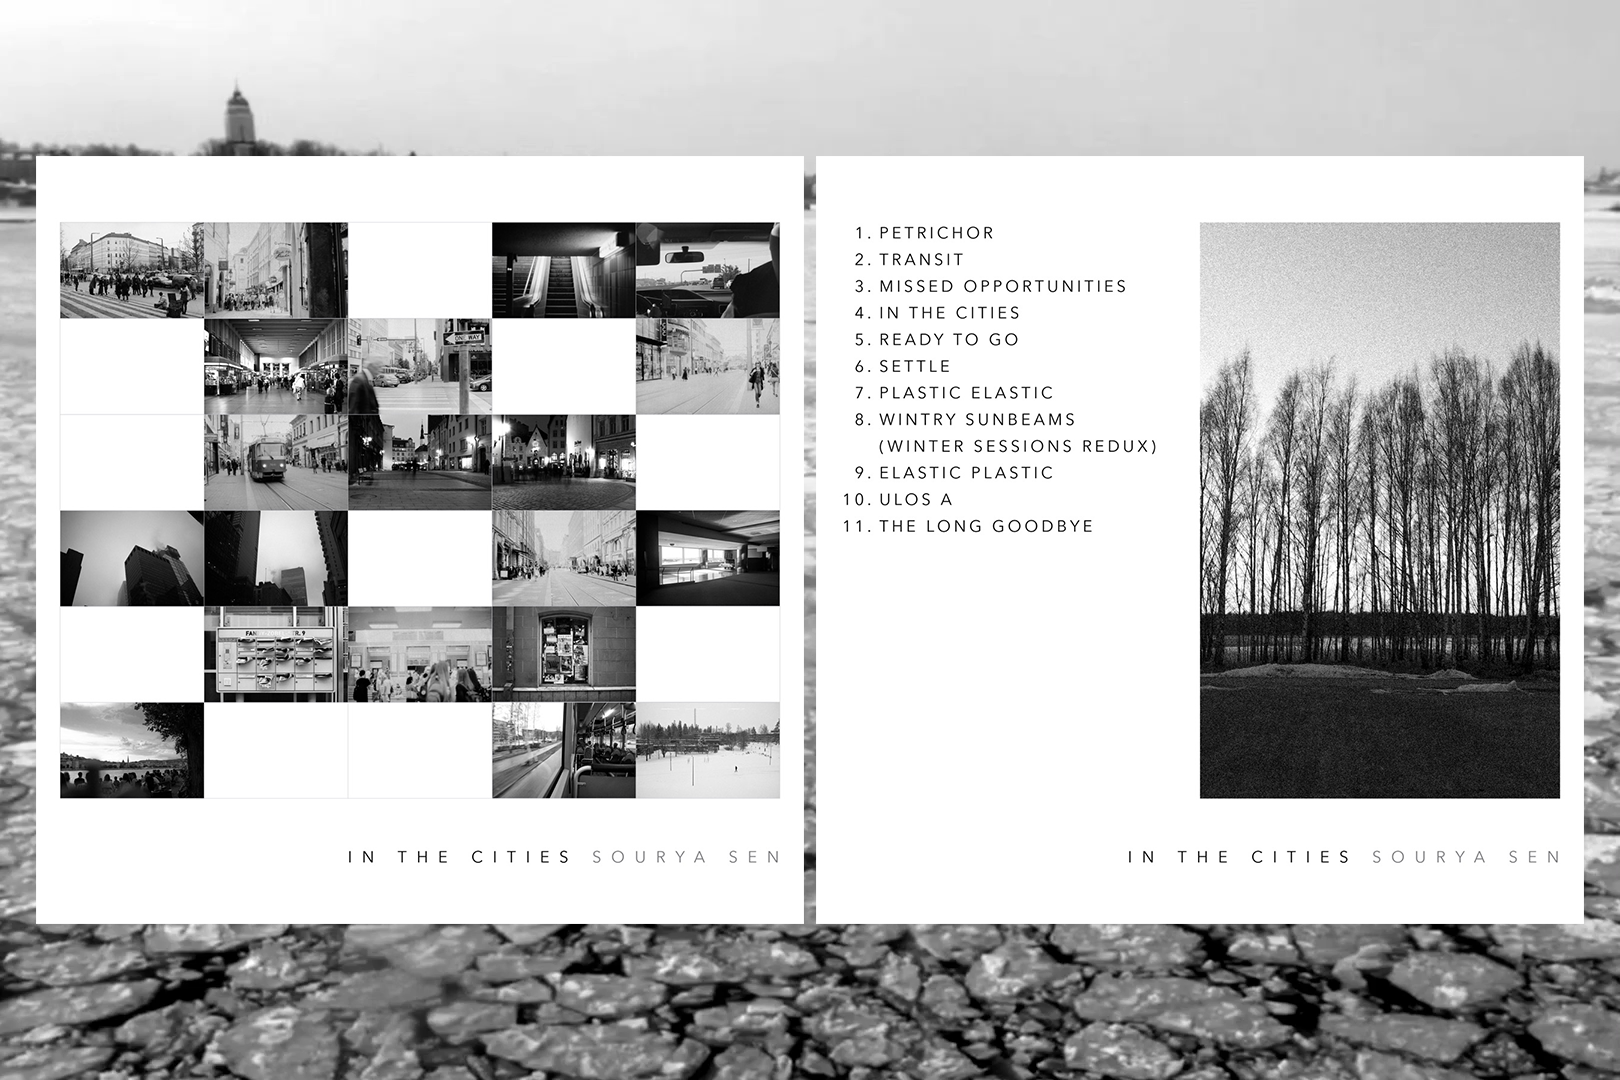 ONE WAY
IN THE CITIES SOURYA SEN
1. PETRICHOR
2. TRANSIT
3. MISSED OPPORTUNITIES
4. IN THE CITIES
5. READY TO GO
6. SETTLE
7. PLASTIC ELASTIC
8. WINTRY SUNBEAMS
(WINTER SESSIONS REDUX)
9. ELASTIC PLASTIC
10. ULOS A
11. THE LONG GOODBYE
IN THE CITIES SOURYA SEN